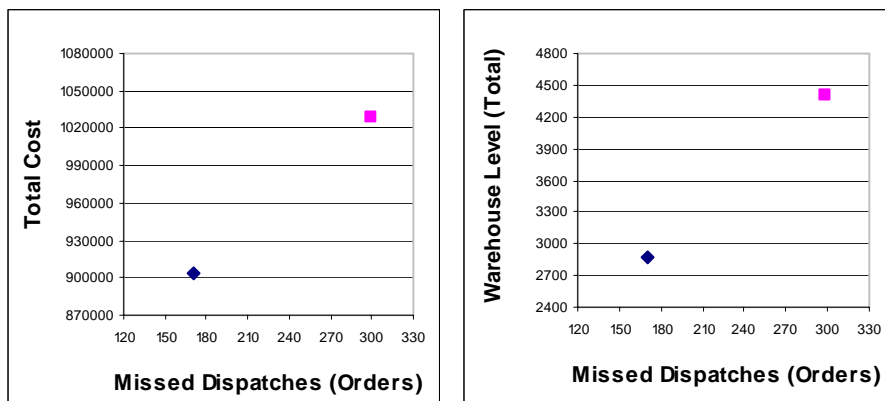 Total Cost
1080000
1050000
1020000
990000
960000
930000
900000
870000
120 150 180 210 240 270 300 330
Missed Dispatches (Orders)
Warehouse Level (Total)
4800
4500
4200
3900
3600
3300
3000
2700
2400
120 150 180 210 240 270 300 330
Missed Dispatches (Orders)